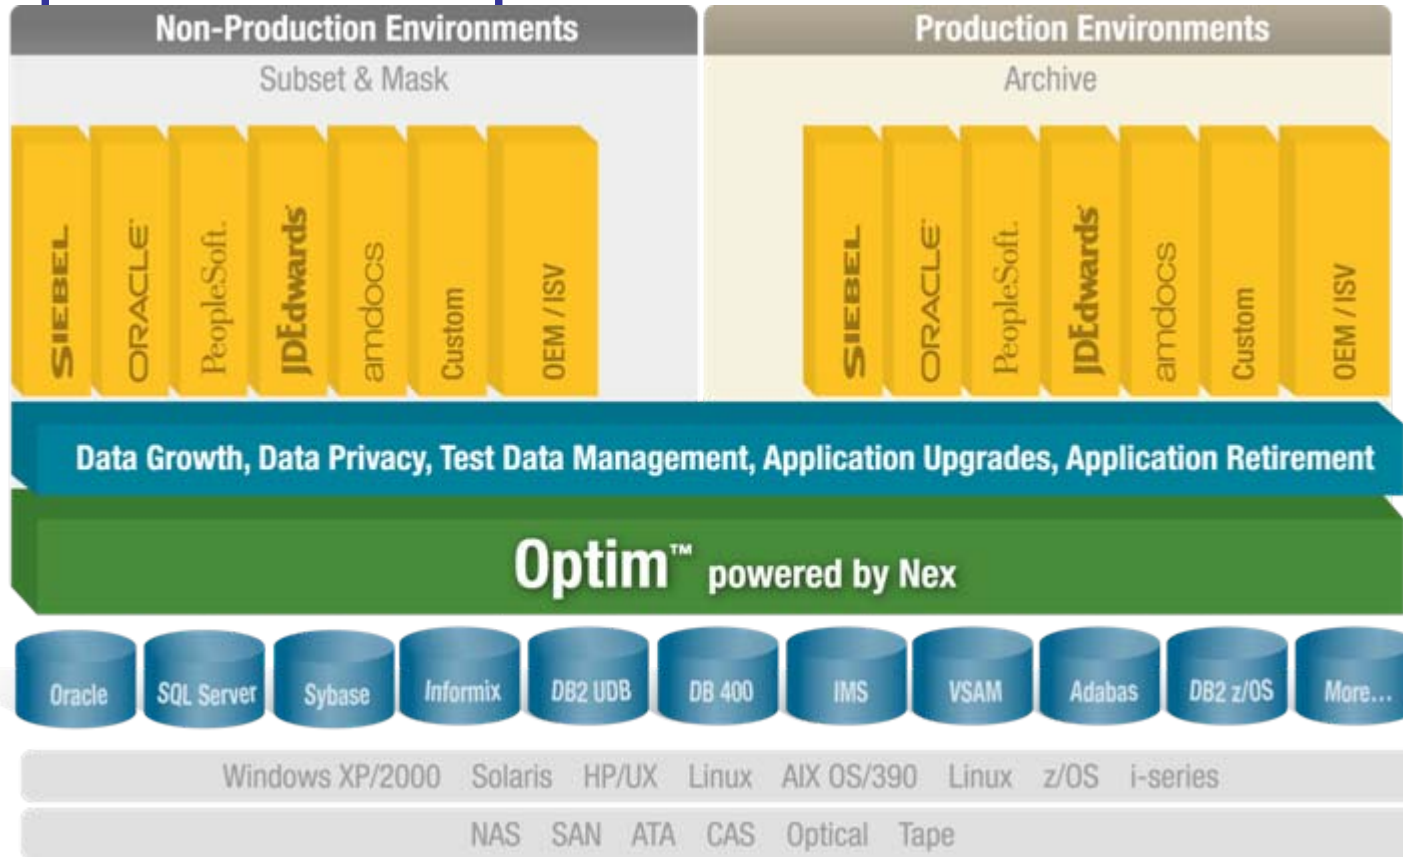 Non-Production Environments
Subset & Mask
SIEBEL
ORACLE
PeopleSoft.
JDEdwards
amdocs
Custom
OEM / ISV
Production Environments
Archive
SIEBEL
ORACLE
PeopleSoft.
JDEdwards
amdocs
Custom
OEM / ISV
Data Growth, Data Privacy, Test Data Management, Application Upgrades, Application Retirement
Optim™ powered by Nex
Oracle
SQL Server
Sybase
Informix
DB2 UDB
DB 400
IMS
VSAM
Adabas
DB2 z/OS
More...
Windows XP/2000 Solaris HP/UX Linux AIX OS/390 Linux z/OS i-series
NAS SAN ATA CAS Optical Tape